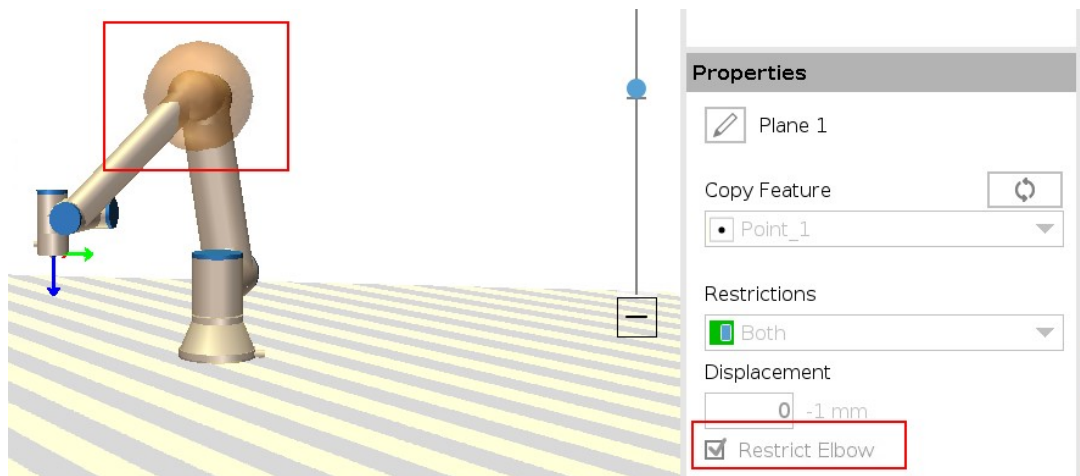 Properties
Plane 1
Copy Feature
Point_1
Restrictions
Both
Displacement
0 -1 mm
Restrict Elbow